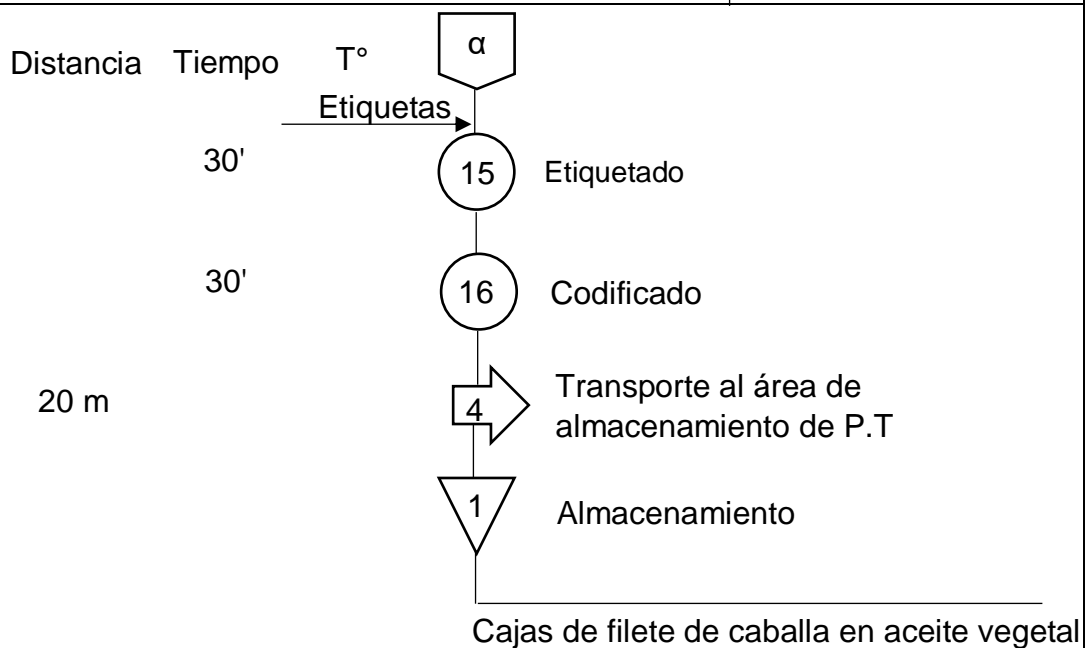 α
Distancia Tiempo T°
Etiquetas
30' 15 Etiquetado
30' 16 Codificado
20 m 4 Transporte al área de
almacenamiento de P.T
1 Almacenamiento
Cajas de filete de caballa en aceite vegetal